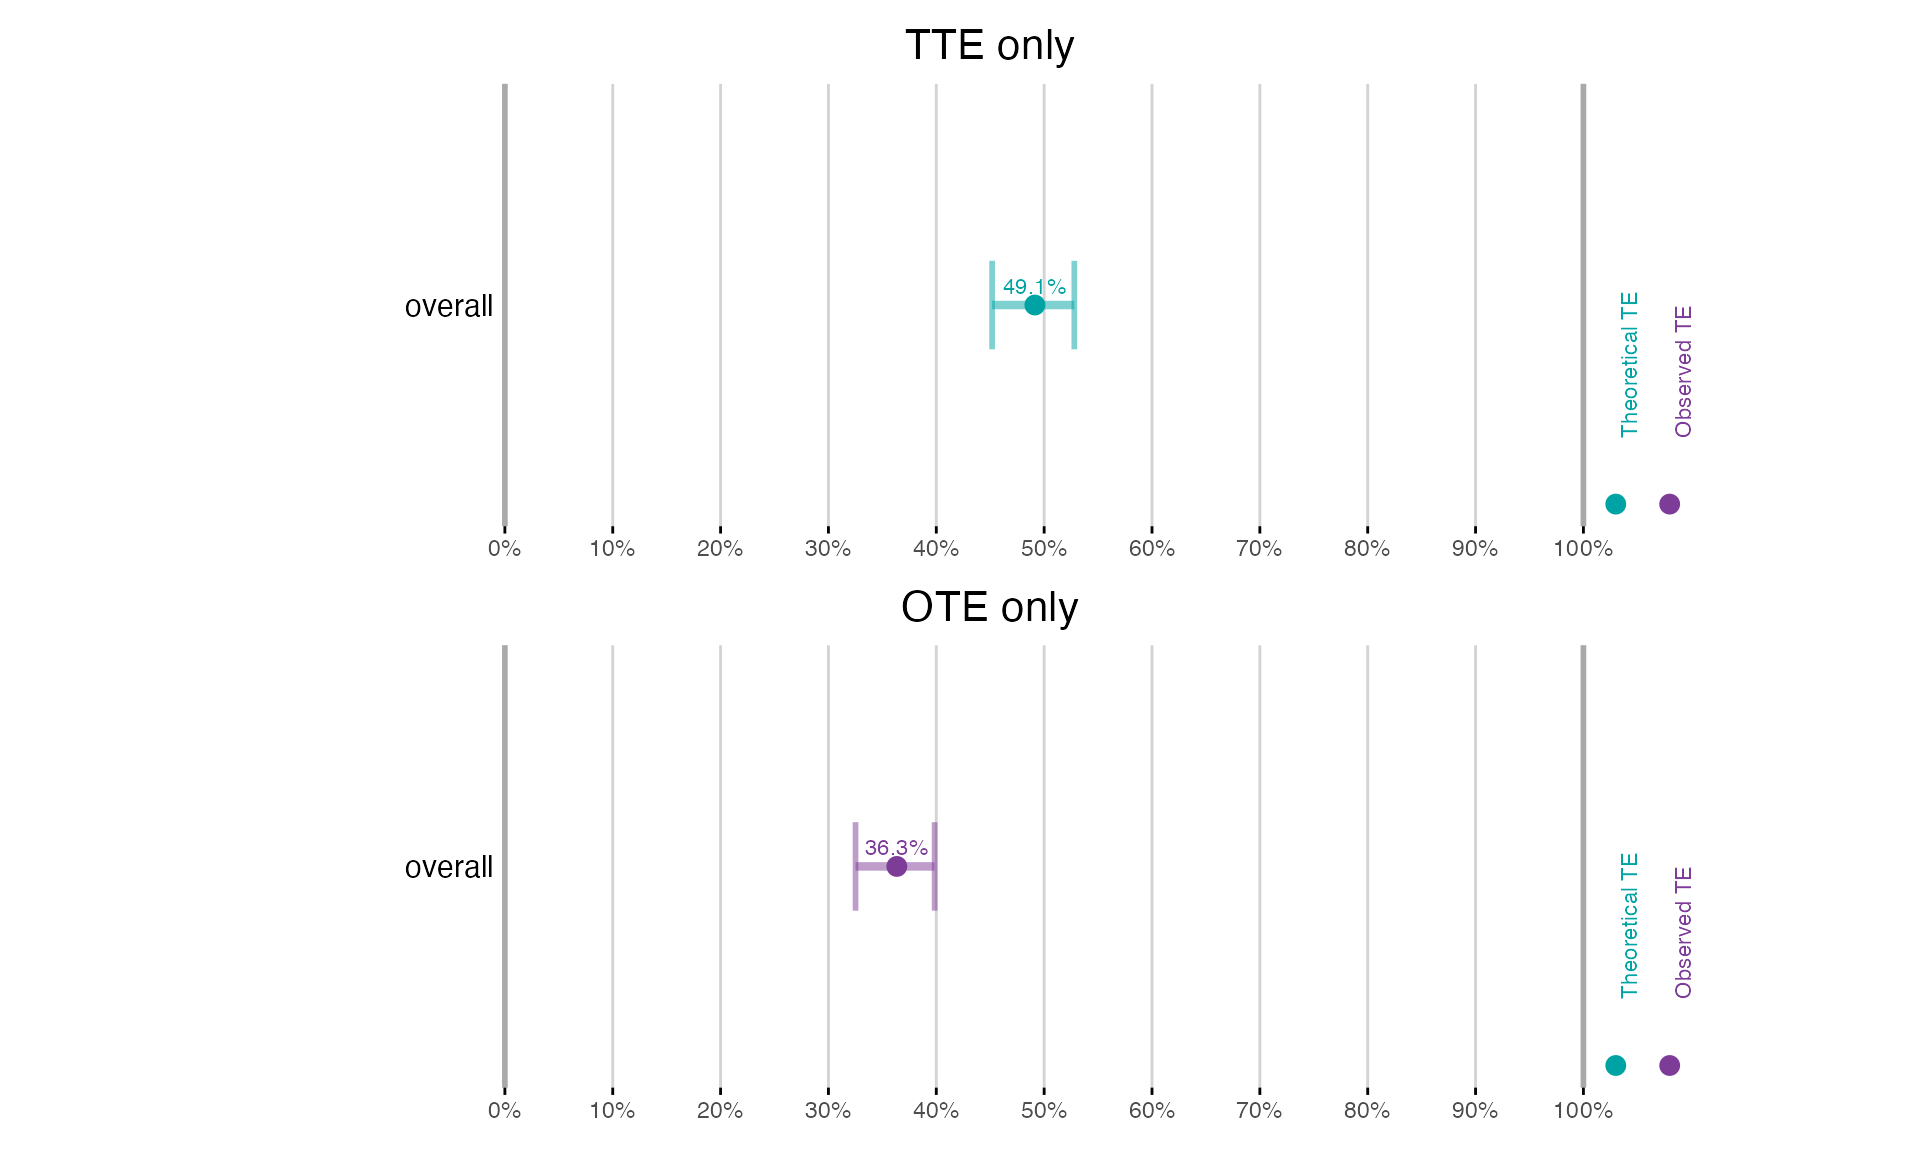 TTE only
49.1%
overall
Theoretical TE
Observed TE
0% 10% 20% 30% 40% 50% 60% 70% 80% 90% 100%
OTE only
36.3%
overall
Theoretical TE
Observed TE
0% 10% 20% 30% 40% 50% 60% 70% 80% 90% 100%